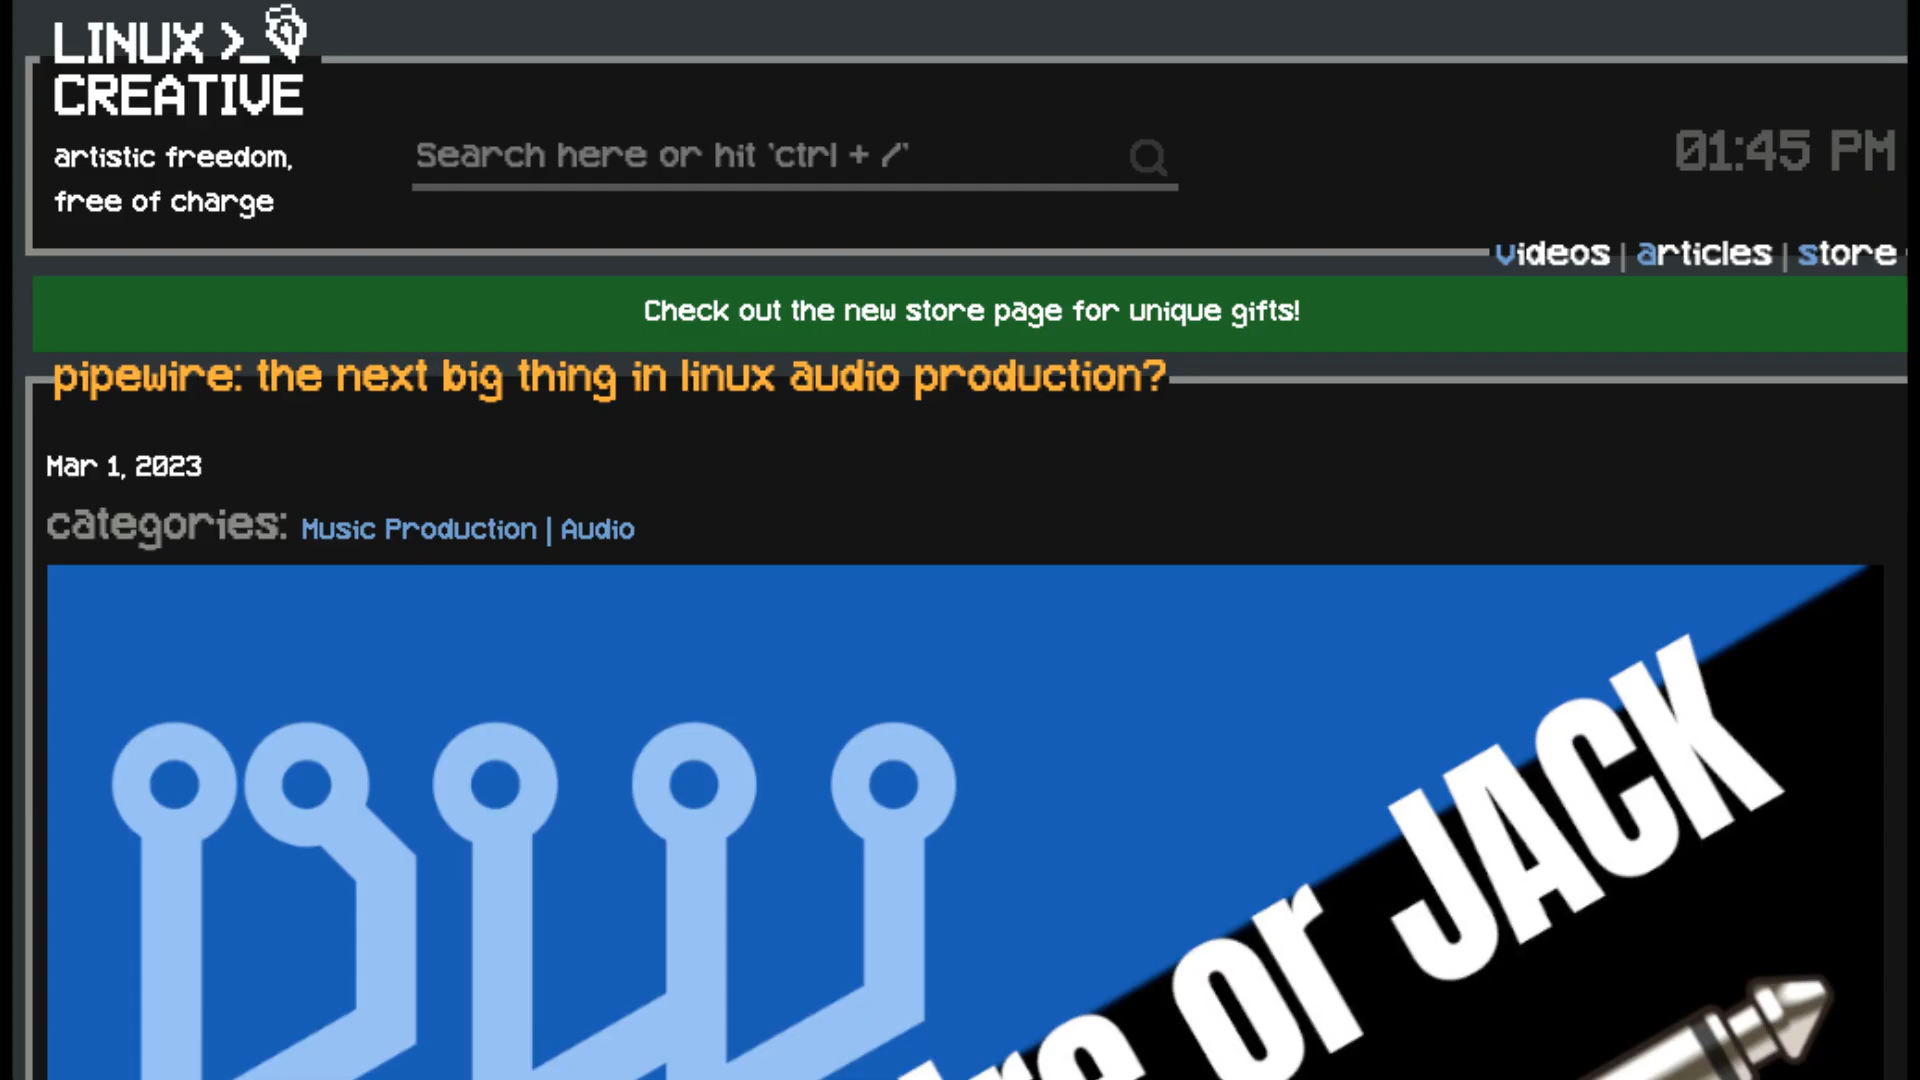 LINUX >_
CREATIVE
artistic freedom,
free of charge
Search here or hit 'ctrl + /'
01:45 PM
videos | articles | store
Check out the new store page for unique gifts!
pipewire: the next big thing in linux audio production?
Mar 1, 2023
categories: Music Production | Audio
or JACK